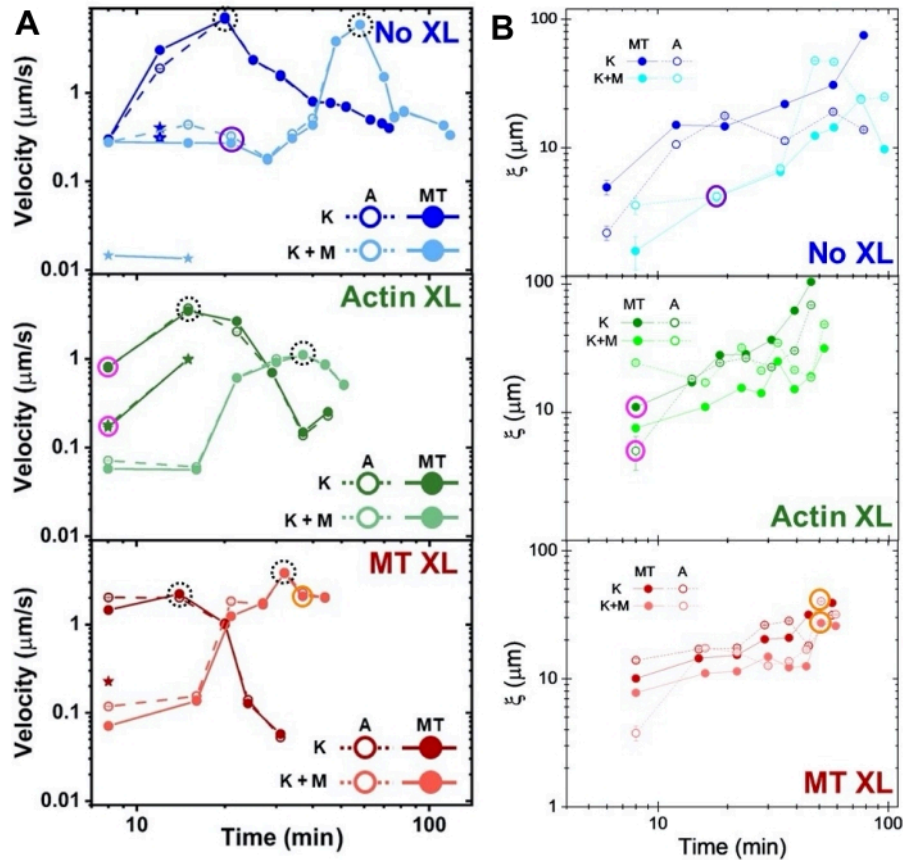 A
No XL
Velocity (μm/s)
10
1
0.1
0.01
A MT
K
K + M
Actin XL
Velocity (μm/s)
10
1
0.1
0.01
A MT
K
K + M
MT XL
Velocity (μm/s)
10
1
0.1
0.01
A MT
K
K + M
10 100
Time (min)
B
100
10
1
ξ (μm)
MT A
K
K+M
No XL
100
10
ξ (μm)
MT A
K
K+M
Actin XL
100
10
1
ξ (μm)
MT A
K
K+M
MT XL
10 100
Time (min)